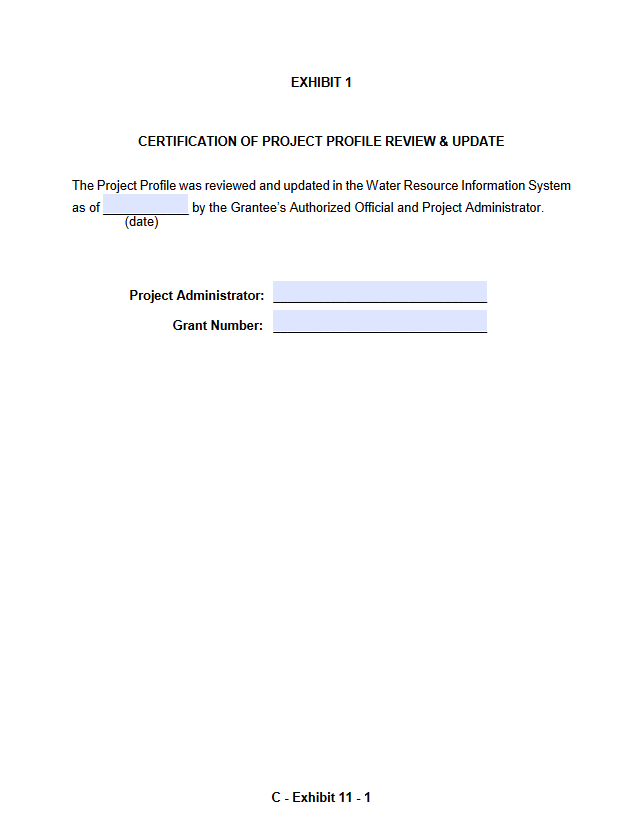 EXHIBIT 1
CERTIFICATION OF PROJECT PROFILE REVIEW & UPDATE
The Project Profile was reviewed and updated in the Water Resource Information System
as of ____________ by the Grantee’s Authorized Official and Project Administrator.
(date)
Project Administrator: ______________________________
Grant Number: ______________________________
C - Exhibit 11 - 1